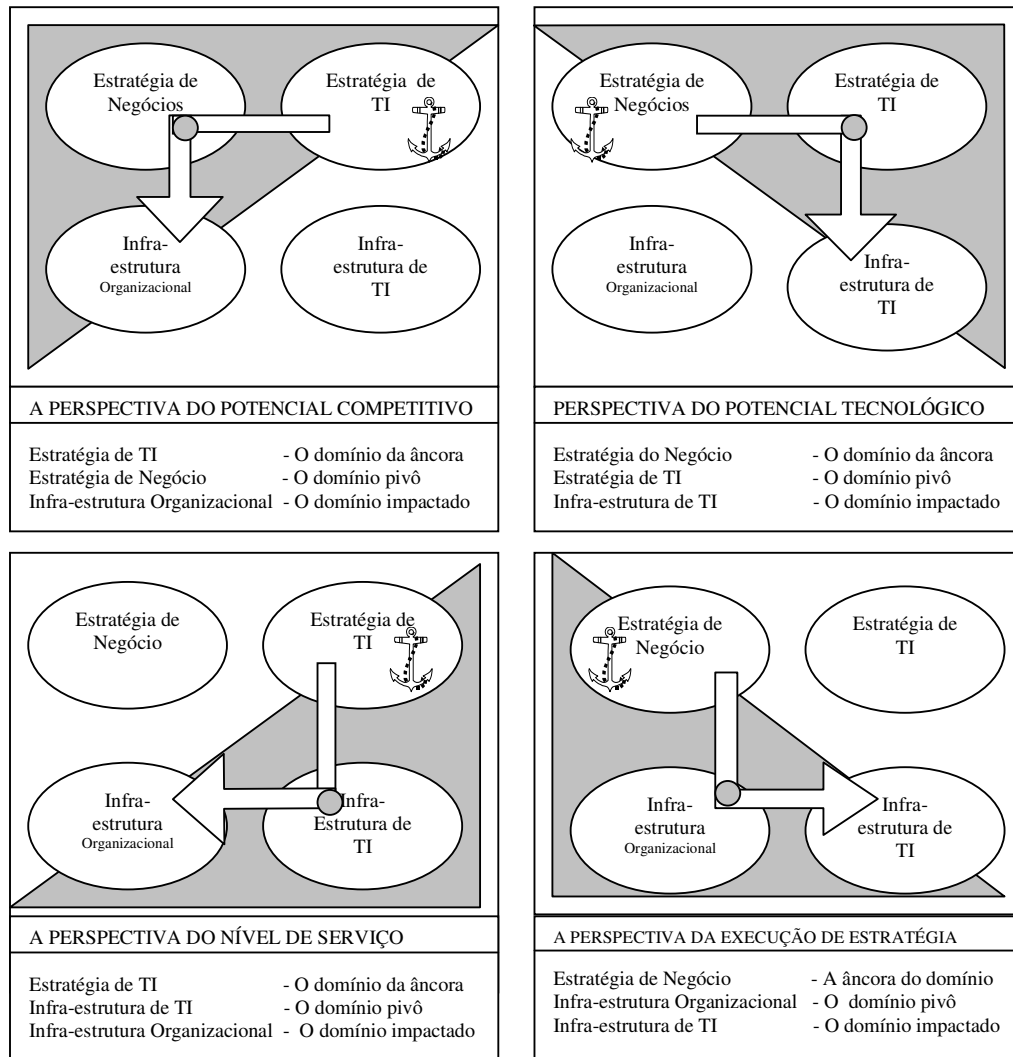 Estratégia de
Negócios
Estratégia de
TI
Infra-
estrutura
Organizacional
Infra-
estrutura de
TI
A PERSPECTIVA DO POTENCIAL COMPETITIVO
Estratégia de TI - O domínio da âncora
Estratégia de Negócio - O domínio pivô
Infra-estrutura Organizacional - O domínio impactado
Estratégia de
Negócios
Estratégia de
TI
Infra-
estrutura
Organizacional
Infra-
estrutura de
TI
PERSPECTIVA DO POTENCIAL TECNOLÓGICO
Estratégia do Negócio - O domínio da âncora
Estratégia de TI - O domínio pivô
Infra-estrutura de TI - O domínio impactado
Estratégia de
Negócio
Estratégia de
TI
Infra-
estrutura
Organizacional
Infra-
Estrutura de
TI
A PERSPECTIVA DO NÍVEL DE SERVIÇO
Estratégia de TI - O domínio da âncora
Infra-estrutura de TI - O domínio pivô
Infra-estrutura Organizacional - O domínio impactado
Estratégia de
Negócio
Estratégia de
TI
Infra-
estrutura
Organizacional
Infra-
estrutura de
TI
A PERSPECTIVA DA EXECUÇÃO DE ESTRATÉGIA
Estratégia de Negócio - A âncora do domínio
Infra-estrutura Organizacional - O domínio pivô
Infra-estrutura de TI - O domínio impactado